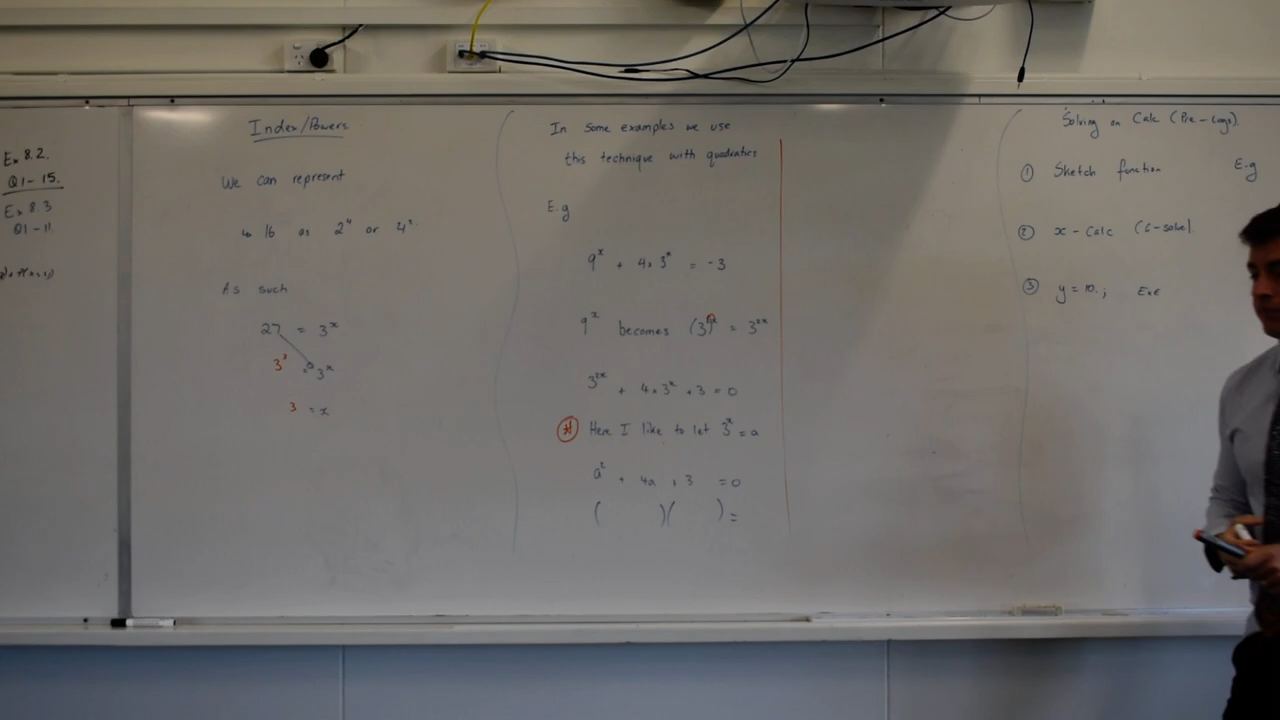 Ex 8.2.
Q1-15.
Ex 8.3
Q1-11
Index/Powers
We can represent
↳ 16 as 2⁴ or 4².
As such
27 = 3ˣ
3³ = 3ˣ
3 = x
In some examples we use
this technique with quadratics
E.g
9ˣ + 4×3ˣ = -3
9ˣ becomes (3)²ˣ = 3²ˣ
3²ˣ + 4×3ˣ + 3 = 0
Here I like to let 3ˣ = a
a² + 4a + 3 = 0
( )( ) =
Solving on Calc (Pre-Logs).
① Sketch function
E.g
② x-Calc (G-solve).
③ y = 10.; Exe